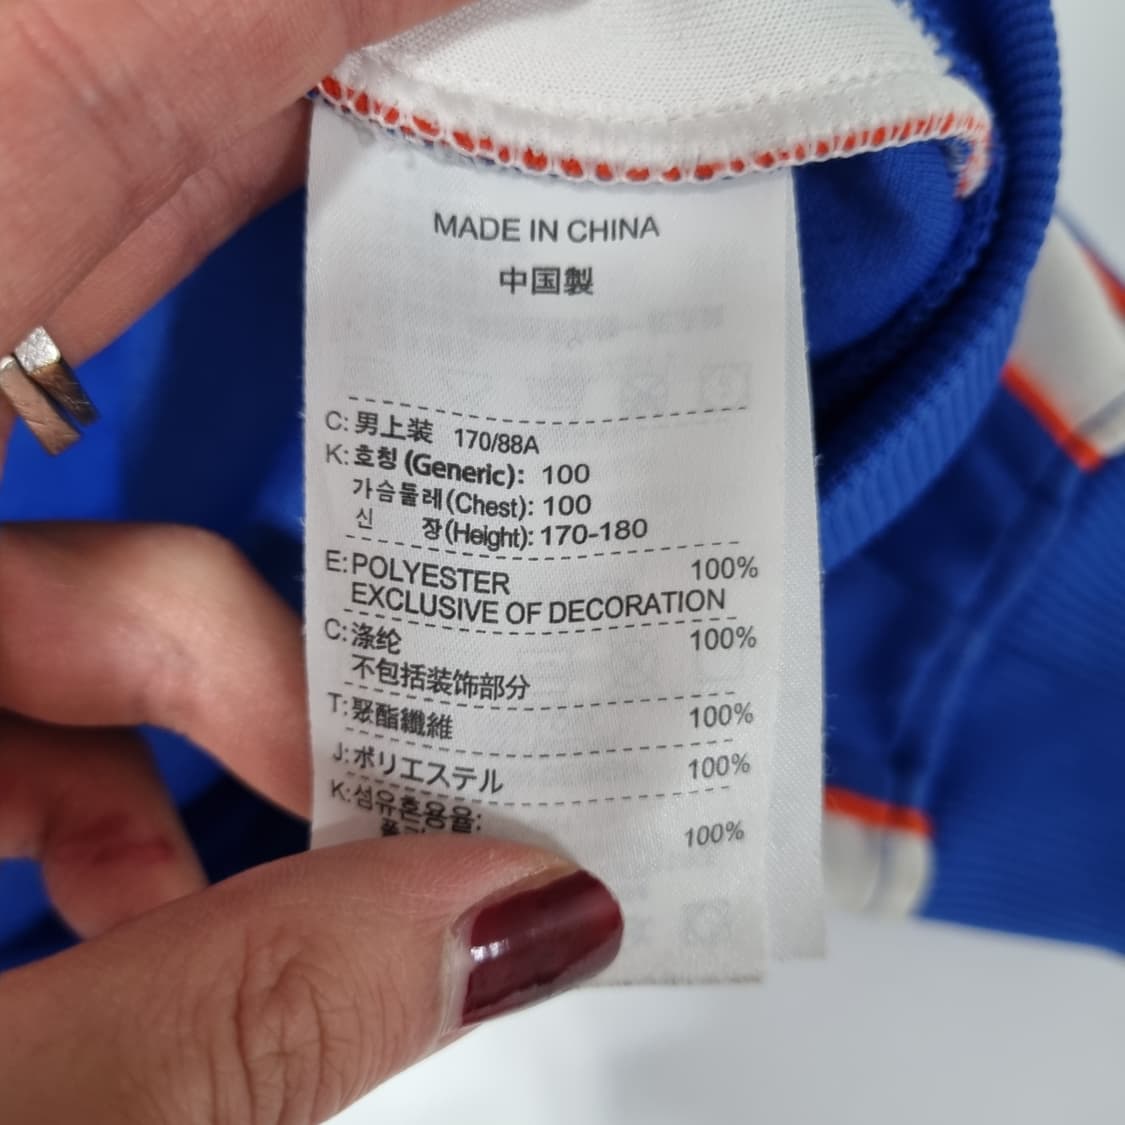 MADE IN CHINA
中国製
C: 男上装 170/88A
K: 호칭 (Generic): 100
가슴둘레(Chest): 100
신 장(Height): 170-180
E: POLYESTER 100%
EXCLUSIVE OF DECORATION
C: 涤纶 100%
不包括装饰部分
T: 聚酯纖維 100%
J: ポリエステル 100%
K: 섬유혼용율:
100%